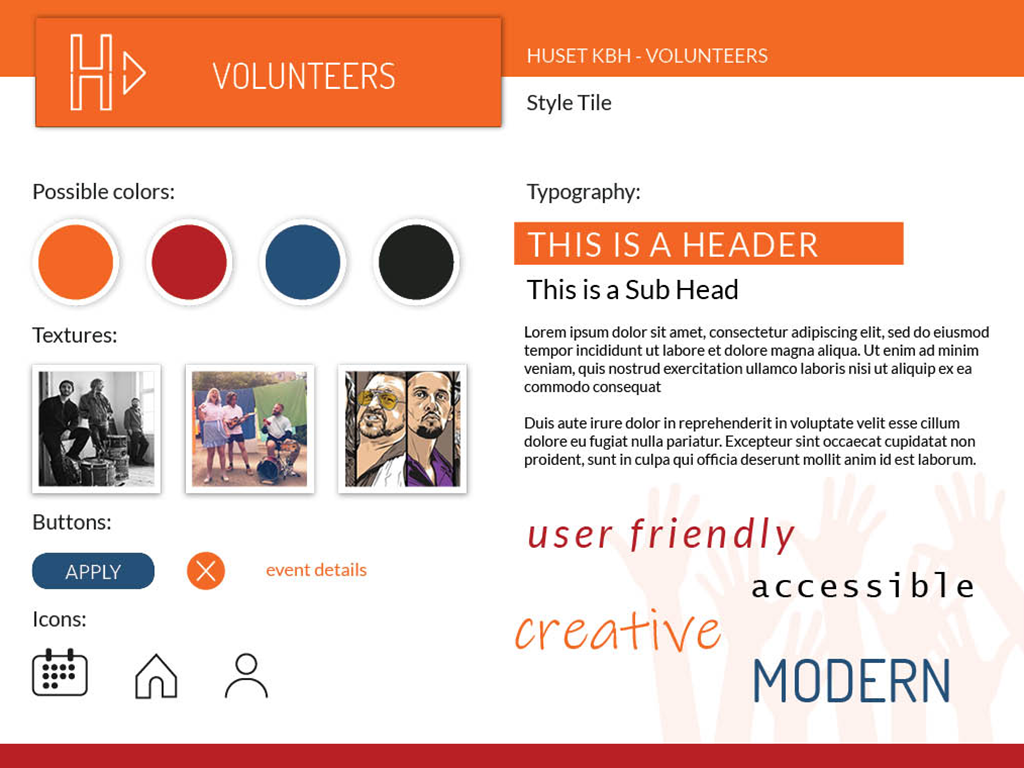 VOLUNTEERS
HUSET KBH - VOLUNTEERS
Style Tile
Possible colors:
Textures:
Buttons:
APPLY
event details
Icons:
Typography:
THIS IS A HEADER
This is a Sub Head
Lorem ipsum dolor sit amet, consectetur adipiscing elit, sed do eiusmod
tempor incididunt ut labore et dolore magna aliqua. Ut enim ad minim
veniam, quis nostrud exercitation ullamco laboris nisi ut aliquip ex ea
commodo consequat
Duis aute irure dolor in reprehenderit in voluptate velit esse cillum
dolore eu fugiat nulla pariatur. Excepteur sint occaecat cupidatat non
proident, sunt in culpa qui officia deserunt mollit anim id est laborum.
user friendly
accessible
creative
MODERN